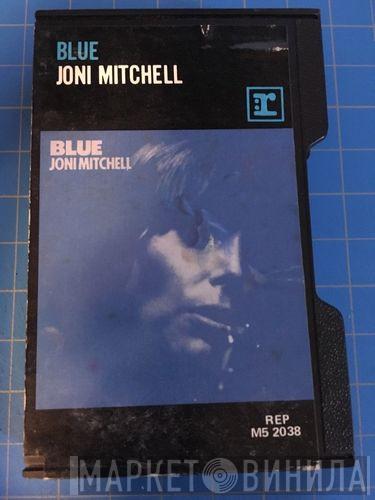 BLUE
JONI MITCHELL
r
BLUE
JONI MITCHELL
REP
M5 2038
МАРКЕТ ВИНИЛА